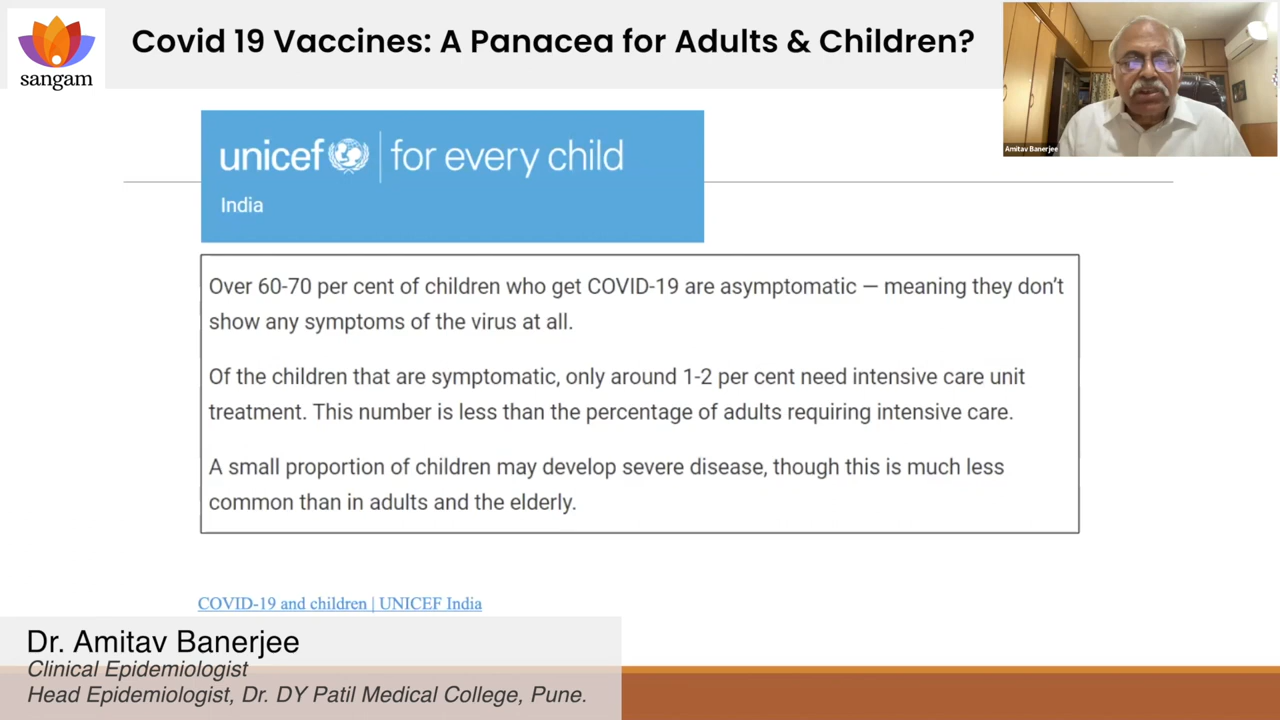 Covid 19 Vaccines: A Panacea for Adults & Children?
sangam
Amitav Banerjee
unicef for every child
India
Over 60-70 per cent of children who get COVID-19 are asymptomatic — meaning they don't
show any symptoms of the virus at all.
Of the children that are symptomatic, only around 1-2 per cent need intensive care unit
treatment. This number is less than the percentage of adults requiring intensive care.
A small proportion of children may develop severe disease, though this is much less
common than in adults and the elderly.
COVID-19 and children | UNICEF India
Dr. Amitav Banerjee
Clinical Epidemiologist
Head Epidemiologist, Dr. DY Patil Medical College, Pune.